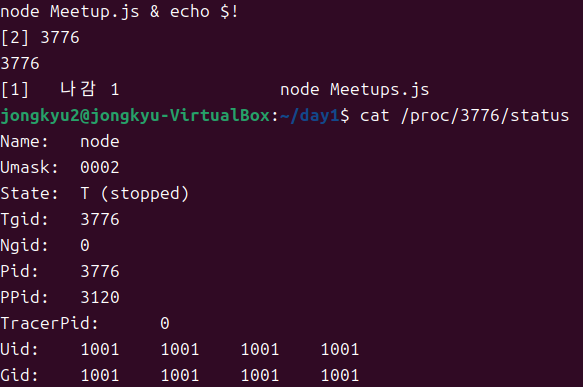 node Meetup.js & echo $!
[2] 3776
3776
[1]   나감 1                  node Meetups.js
jongkyu2@jongkyu-VirtualBox:~/day1$ cat /proc/3776/status
Name:   node
Umask:  0002
State:  T (stopped)
Tgid:   3776
Ngid:   0
Pid:    3776
PPid:   3120
TracerPid:      0
Uid:    1001    1001    1001    1001
Gid:    1001    1001    1001    1001